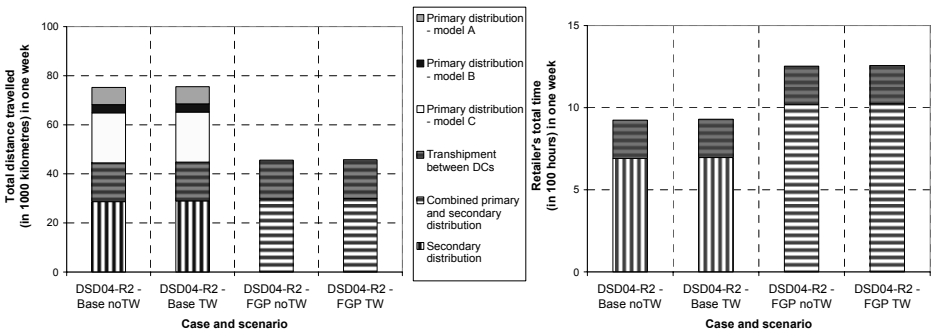 Total distance travelled
(in 1000 kilometres) in one week
100
80
60
40
20
0
DSD04-R2 -
Base noTW
DSD04-R2 -
Base TW
DSD04-R2 -
FGP noTW
DSD04-R2 -
FGP TW
Case and scenario
Primary distribution
- model A
Primary distribution
- model B
Primary distribution
- model C
Transhipment
between DCs
Combined primary
and secondary
distribution
Secondary
distribution
Retailer's total time
(in 100 hours) in one week
15
10
5
0
DSD04-R2 -
Base noTW
DSD04-R2 -
Base TW
DSD04-R2 -
FGP noTW
DSD04-R2 -
FGP TW
Case and scenario